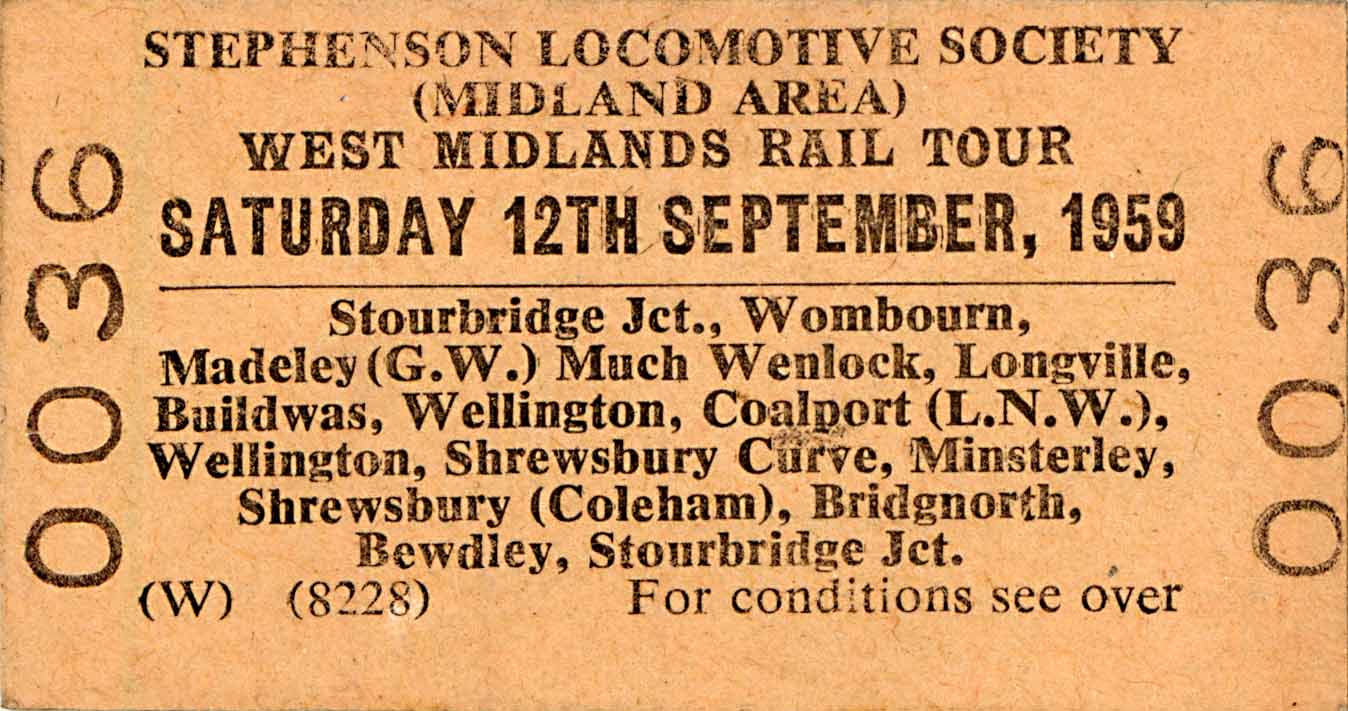 STEPHENSON LOCOMOTIVE SOCIETY
(MIDLAND AREA)
WEST MIDLANDS RAIL TOUR
SATURDAY 12TH SEPTEMBER, 1959
Stourbridge Jct., Wombourn,
Madeley (G.W.) Much Wenlock, Longville,
Buildwas, Wellington, Coalport (L.N.W.),
Wellington, Shrewsbury Curve, Minsterley,
Shrewsbury (Coleham), Bridgnorth,
Bewdley, Stourbridge Jct.
(W) (8228) For conditions see over
0036
0036